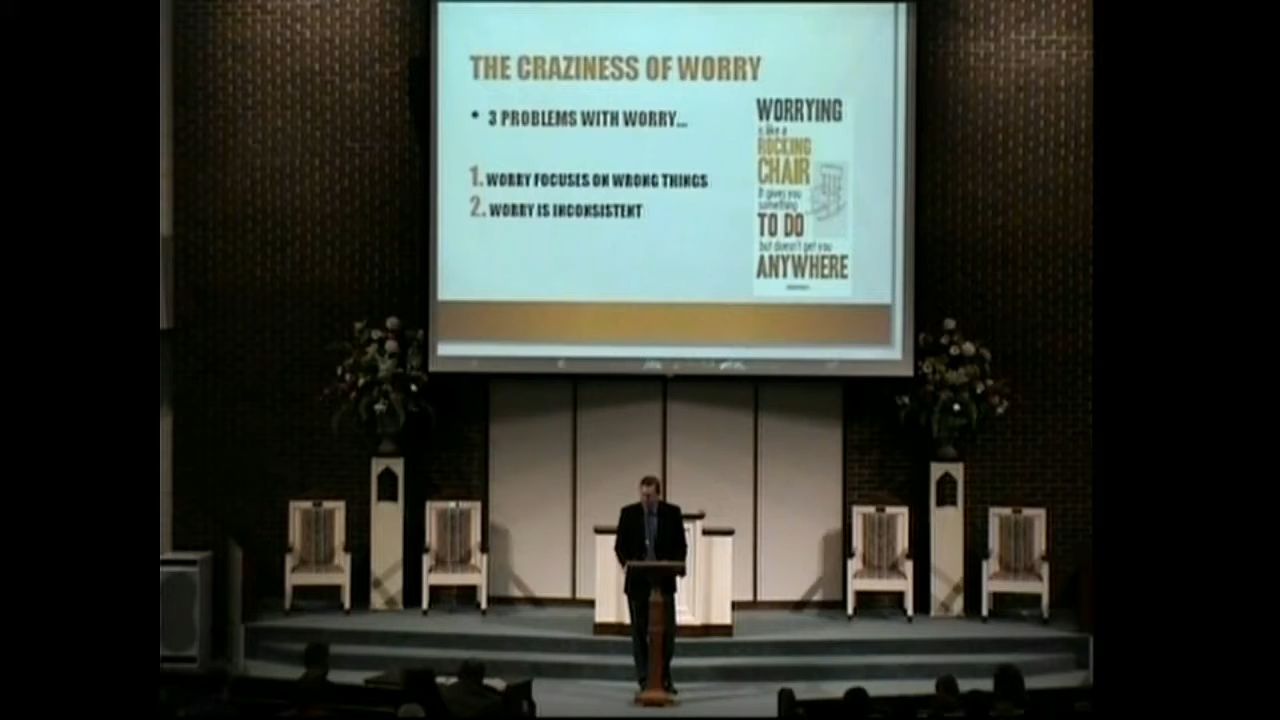 THE CRAZINESS OF WORRY
• 3 PROBLEMS WITH WORRY...
1. WORRY FOCUSES ON WRONG THINGS
2. WORRY IS INCONSISTENT
WORRYING
is like a
ROCKING
CHAIR
It gives you
something
TO DO
but doesn't get you
ANYWHERE